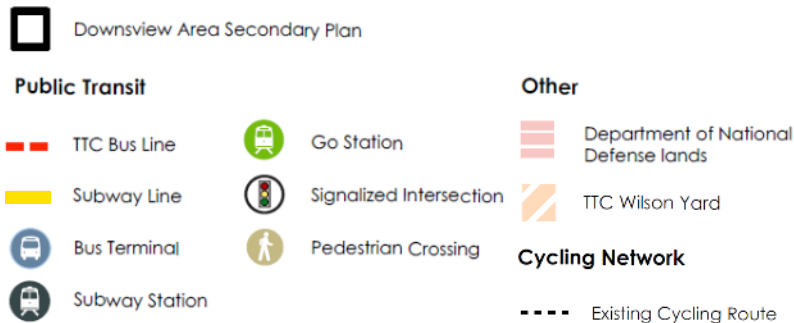 Downsview Area Secondary Plan
Public Transit
TTC Bus Line
Subway Line
Bus Terminal
Subway Station
Go Station
Signalized Intersection
Pedestrian Crossing
Other
Department of National
Defense lands
TTC Wilson Yard
Cycling Network
Existing Cycling Route